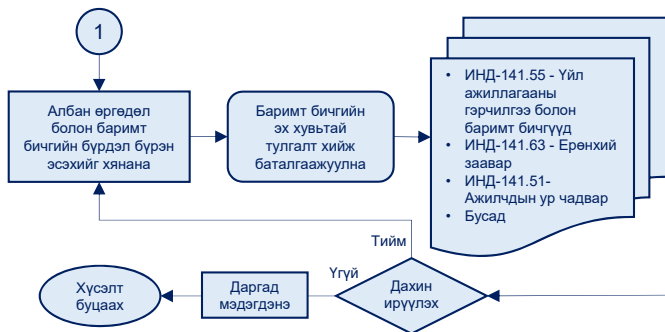 1
Албан өргөдөл
болон баримт
бичгийн бүрдэл бүрэн
эсэхийг хянана
Баримт бичгийн
эх хувьтай
тулгалт хийж
баталгаажуулна
• ИНД-141.55 - Үйл
ажиллагааны
гэрчилгээ болон
баримт бичгүүд
• ИНД-141.63 - Ерөнхий
заавар
• ИНД-141.51-
Ажилчдын ур чадвар
• Бусад
Тийм
Үгүй
Дахин
ирүүлэх
Даргад
мэдэгдэнэ
Хүсэлт
буцаах